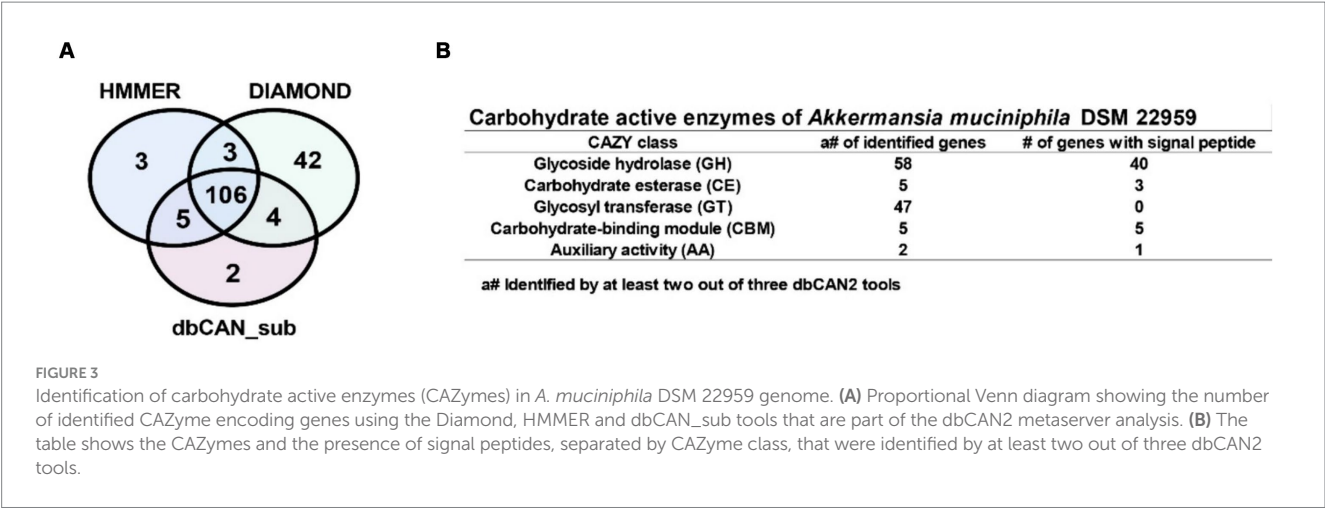 A
HMMER
DIAMOND
3
3
42
106
5
4
2
dbCAN_sub
B
Carbohydrate active enzymes of Akkermansia muciniphila DSM 22959
CAZY class a# of identified genes # of genes with signal peptide
Glycoside hydrolase (GH) 58 40
Carbohydrate esterase (CE) 5 3
Glycosyl transferase (GT) 47 0
Carbohydrate-binding module (CBM) 5 5
Auxiliary activity (AA) 2 1
a# Identified by at least two out of three dbCAN2 tools
FIGURE 3
Identification of carbohydrate active enzymes (CAZymes) in A. muciniphila DSM 22959 genome. (A) Proportional Venn diagram showing the number
of identified CAZyme encoding genes using the Diamond, HMMER and dbCAN_sub tools that are part of the dbCAN2 metaserver analysis. (B) The
table shows the CAZymes and the presence of signal peptides, separated by CAZyme class, that were identified by at least two out of three dbCAN2
tools.